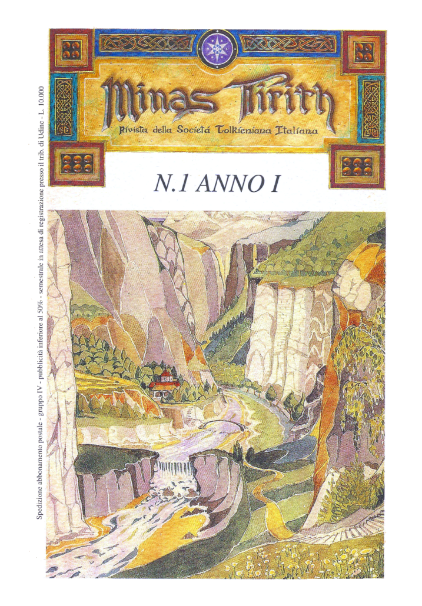 Minas Tirith
Rivista della Società Tolkieniana Italiana
N.1 ANNO I
Spedizione abbonamento postale - gruppo IV - pubblicità inferiore al 50% - semestrale in attesa di registrazione presso il trib. di Udine - L. 10.000